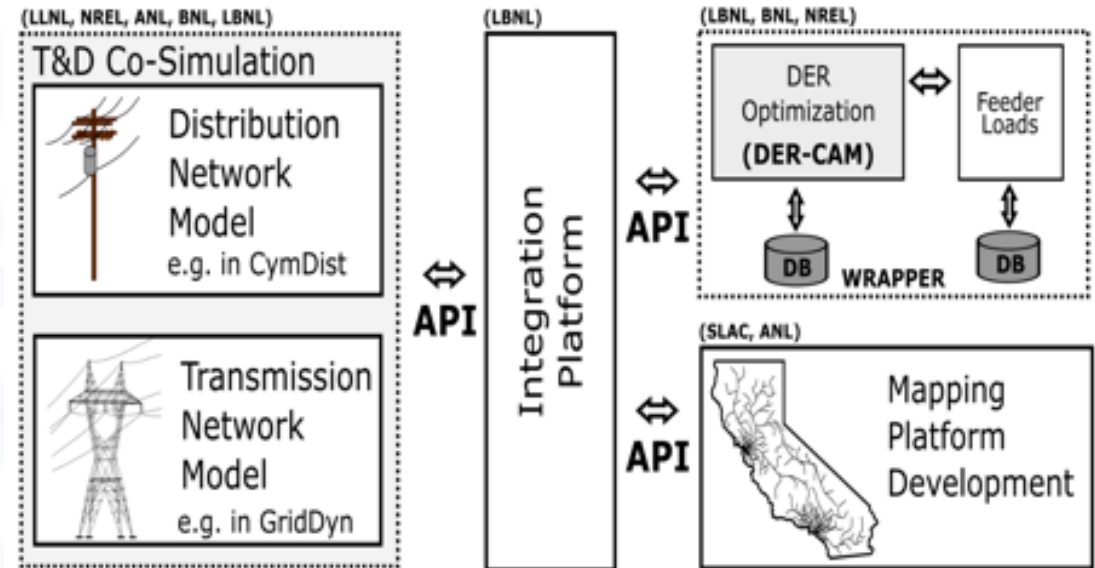 (LLNL, NREL, ANL, BNL, LBNL)
T&D Co-Simulation
Distribution
Network
Model
e.g. in CymDist
Transmission
Network
Model
e.g. in GridDyn
API
(LBNL)
Integration
Platform
API
API
(LBNL, BNL, NREL)
DER
Optimization
(DER-CAM)
Feeder
Loads
DB
WRAPPER
DB
(SLAC, ANL)
Mapping
Platform
Development